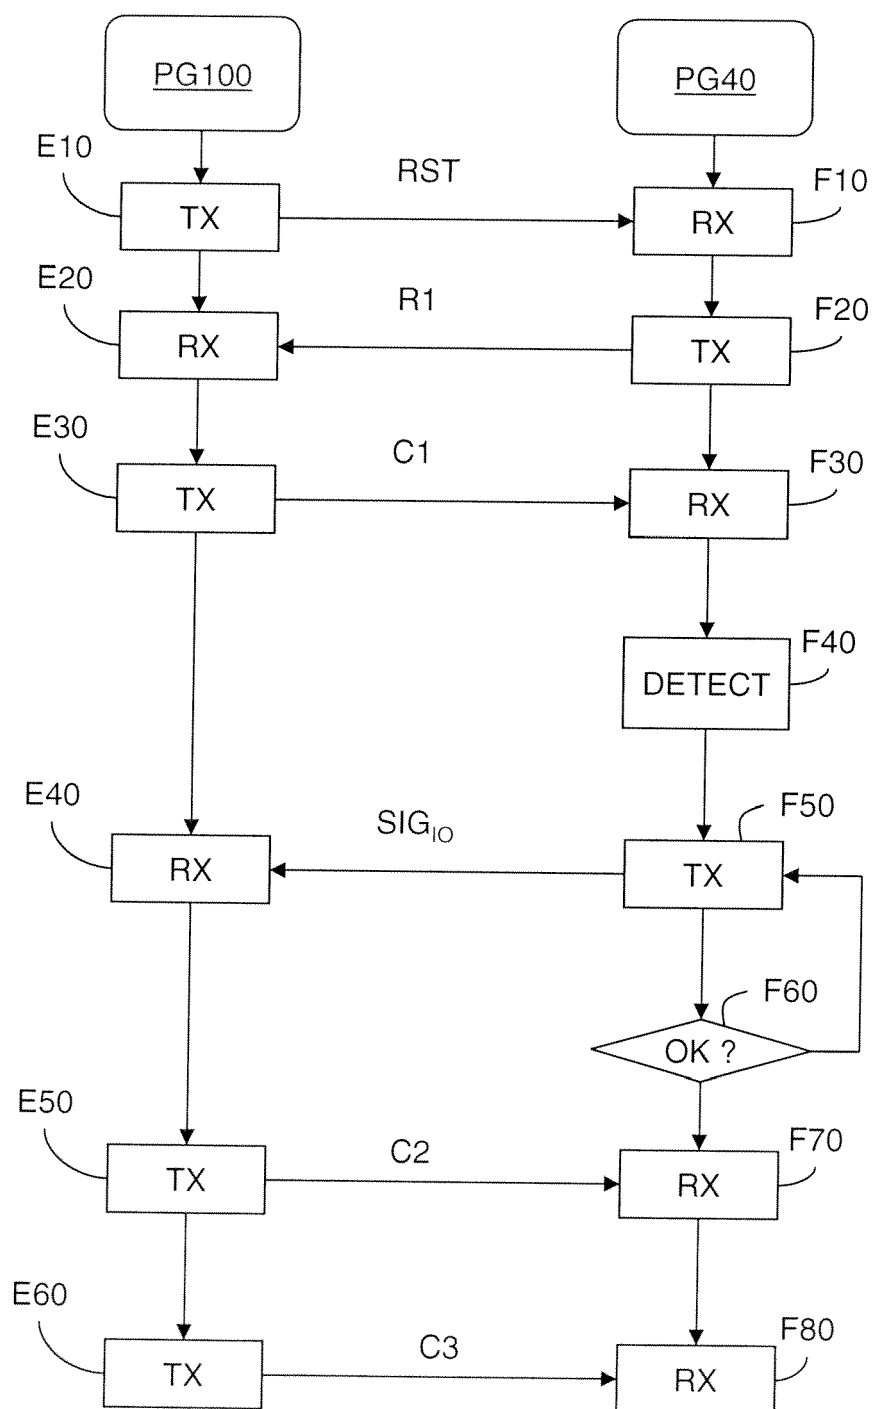 PG100
PG40
E10
RST
F10
TX
RX
E20
R1
F20
RX
TX
E30
C1
F30
TX
RX
F40
DETECT
E40
SIG_IO
F50
RX
TX
F60
OK ?
E50
C2
F70
TX
RX
E60
C3
F80
TX
RX